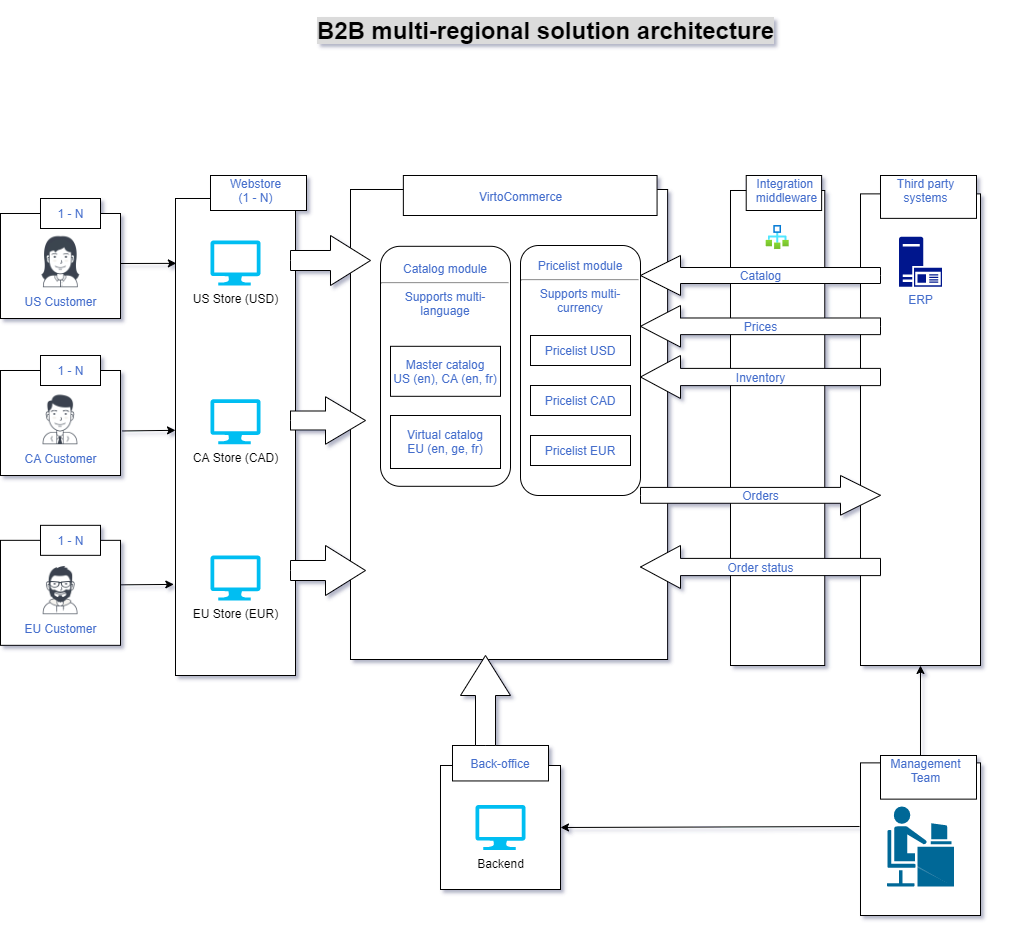 B2B multi-regional solution architecture
1 - N
US Customer
1 - N
CA Customer
1 - N
EU Customer
Webstore
(1 - N)
US Store (USD)
CA Store (CAD)
EU Store (EUR)
VirtoCommerce
Catalog module
Supports multi-
language
Master catalog
US (en), CA (en, fr)
Virtual catalog
EU (en, ge, fr)
Pricelist module
Supports multi-
currency
Pricelist USD
Pricelist CAD
Pricelist EUR
Integration
middleware
Catalog
Prices
Inventory
Orders
Order status
Third party
systems
ERP
Back-office
Backend
Management
Team